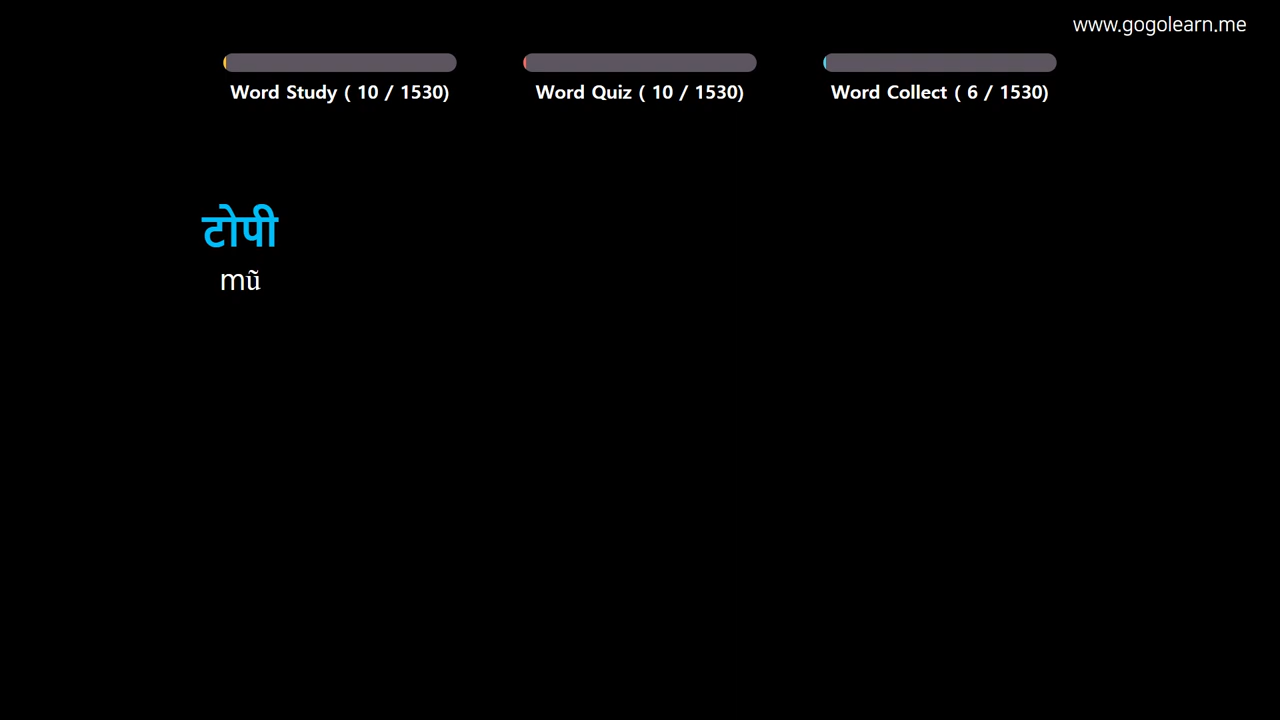 www.gogolearn.me
Word Study ( 10 / 1530)
Word Quiz ( 10 / 1530)
Word Collect ( 6 / 1530)
टोपी
mũ